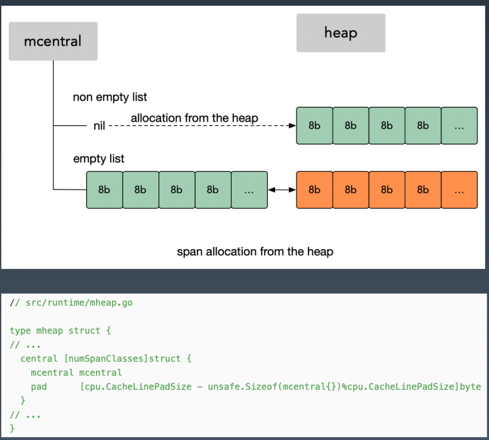 mcentral
heap
non empty list
nil
allocation from the heap
8b 8b 8b 8b ...
empty list
8b 8b 8b 8b ...
8b 8b 8b 8b ...
span allocation from the heap
// src/runtime/mheap.go
type mheap struct {
// ...
central [numSpanClasses]struct {
mcentral mcentral
pad [cpu.CacheLinePadSize - unsafe.Sizeof(mcentral{})%cpu.CacheLinePadSize]byte
}
// ...
}